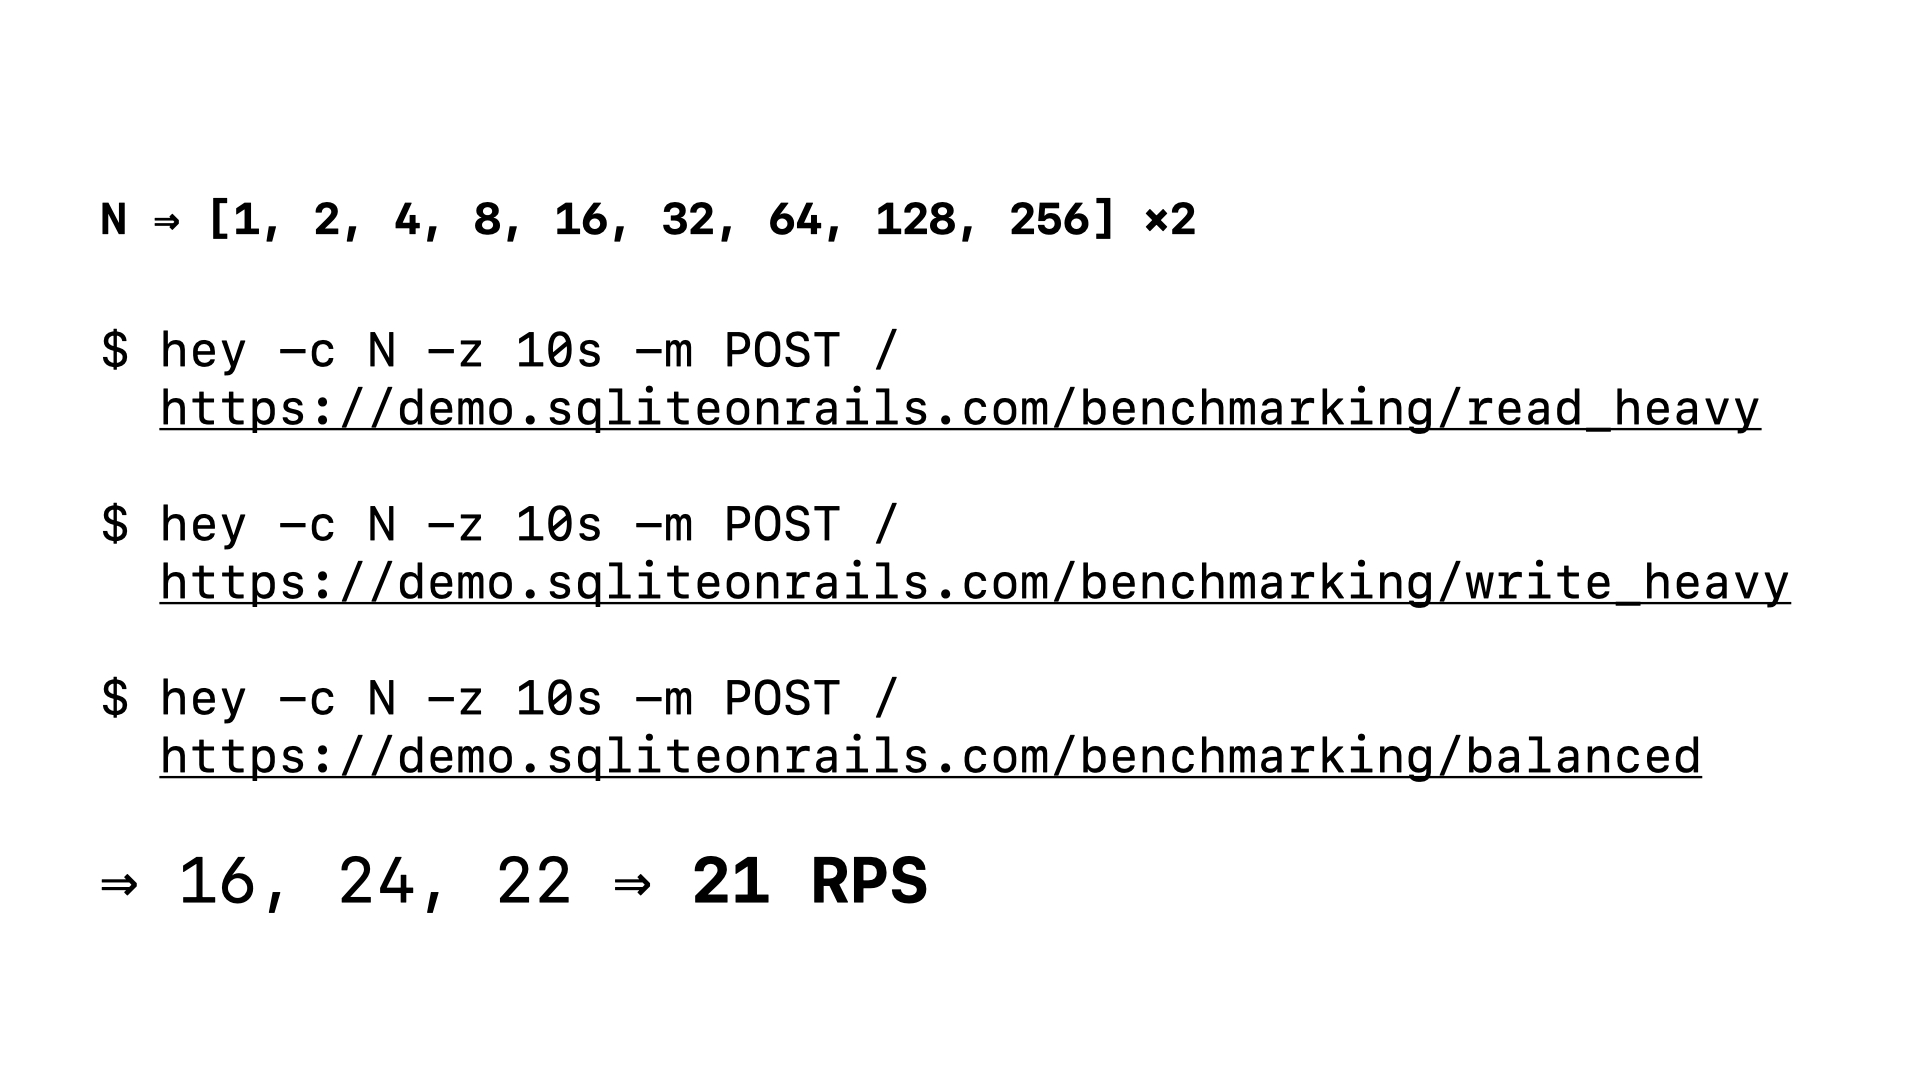 N ⇒ [1, 2, 4, 8, 16, 32, 64, 128, 256] ×2
$ hey -c N -z 10s -m POST /
https://demo.sqliteonrails.com/benchmarking/read_heavy
$ hey -c N -z 10s -m POST /
https://demo.sqliteonrails.com/benchmarking/write_heavy
$ hey -c N -z 10s -m POST /
https://demo.sqliteonrails.com/benchmarking/balanced
⇒ 16, 24, 22 ⇒ 21 RPS